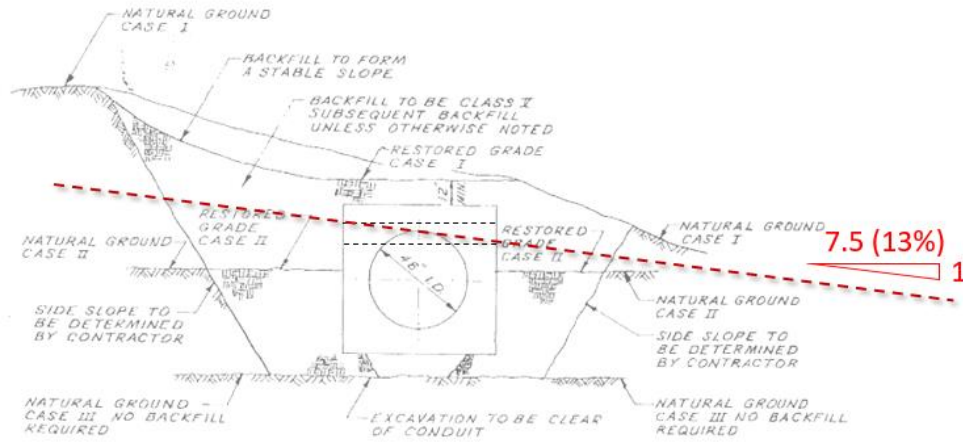 NATURAL GROUND
CASE I
BACKFILL TO FORM
A STABLE SLOPE
BACKFILL TO BE CLASS V
SUBSEQUENT BACKFILL
UNLESS OTHERWISE NOTED
RESTORED GRADE
CASE I
12"
MIN.
RESTORED
GRADE
CASE II
NATURAL GROUND
CASE II
48" I.D.
RESTORED
GRADE
CASE II
NATURAL GROUND
CASE I
7.5 (13%)
1
SIDE SLOPE TO
BE DETERMINED
BY CONTRACTOR
NATURAL GROUND
CASE II
SIDE SLOPE TO
BE DETERMINED
BY CONTRACTOR
NATURAL GROUND -
CASE III NO BACKFILL
REQUIRED
EXCAVATION TO BE CLEAR
OF CONDUIT
NATURAL GROUND
CASE III NO BACKFILL
REQUIRED